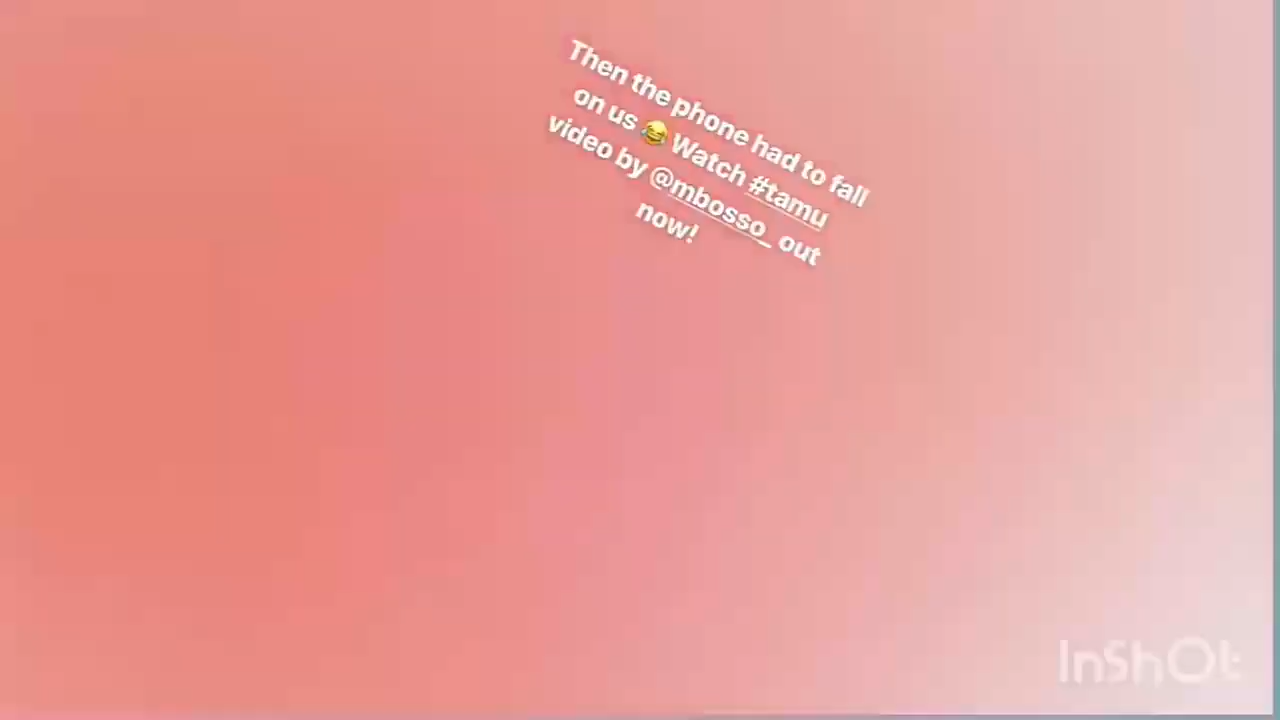 Then the phone had to fall
on us 😂 Watch #tamu
video by @mbosso_ out
now!
InShOt